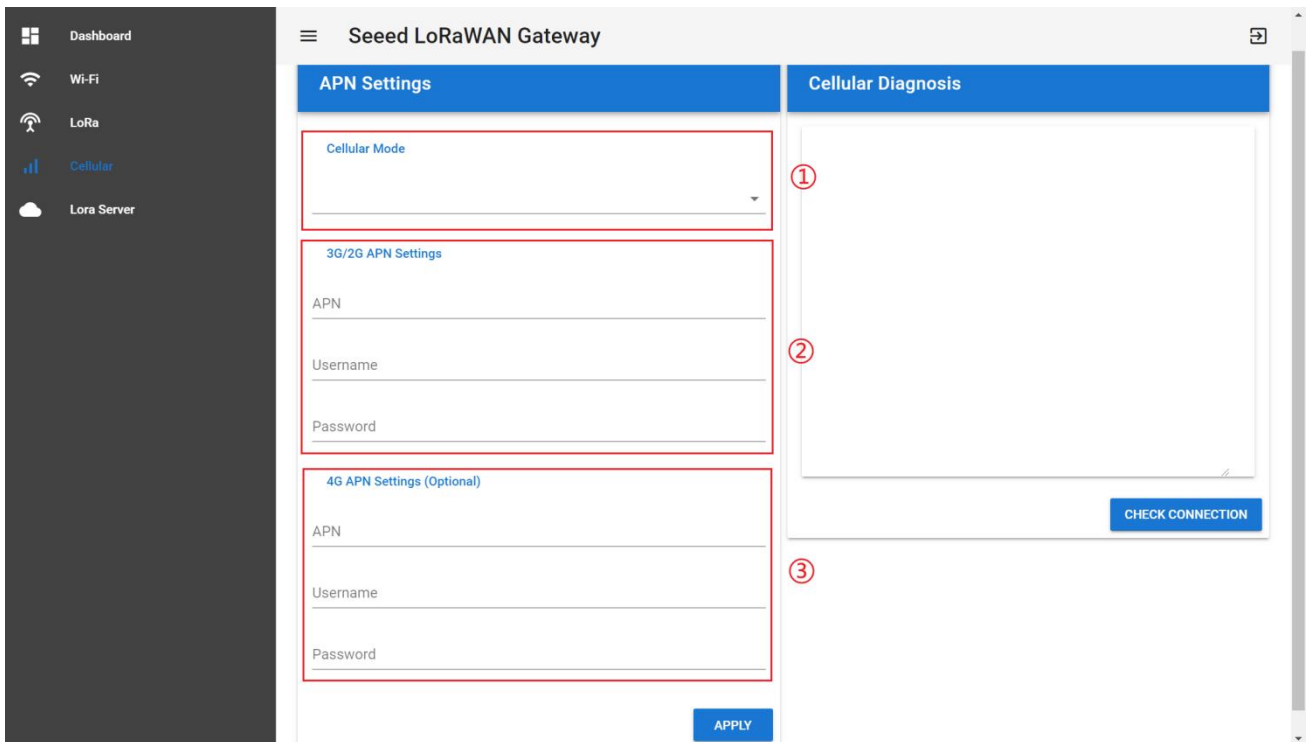 Dashboard
Wi-Fi
LoRa
Cellular
Lora Server
Seeed LoRaWAN Gateway
APN Settings
Cellular Mode
①
3G/2G APN Settings
APN
Username
Password
②
4G APN Settings (Optional)
APN
Username
Password
③
APPLY
Cellular Diagnosis
CHECK CONNECTION